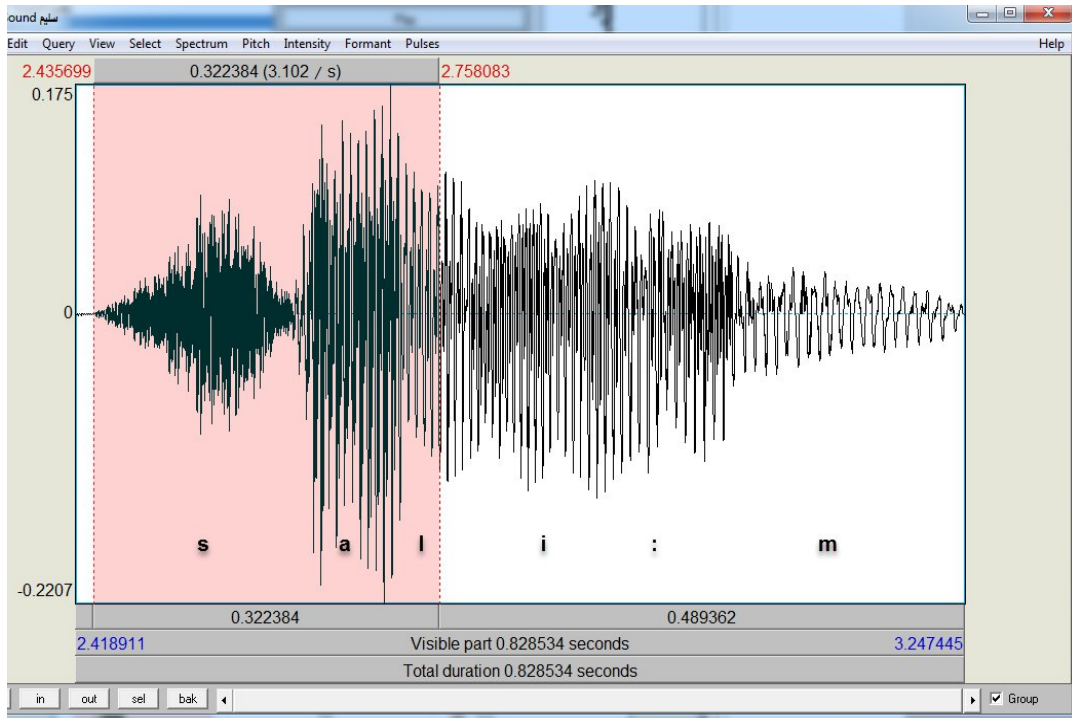 ound سليم
Edit Query View Select Spectrum Pitch Intensity Formant Pulses Help
2.435699 0.322384 (3.102 / s) 2.758083
0.175
0
s a l i : m
-0.2207
0.322384 0.489362
2.418911 Visible part 0.828534 seconds 3.247445
Total duration 0.828534 seconds
in out sel bak Group